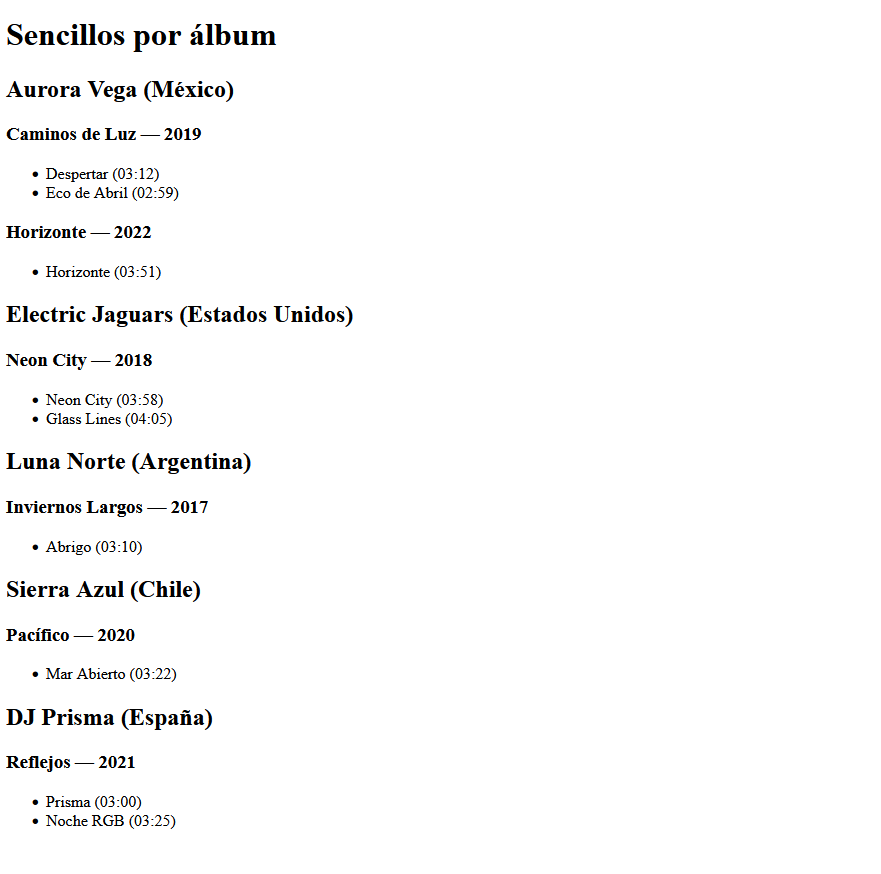 Sencillos por álbum
Aurora Vega (México)
Caminos de Luz — 2019
• Despertar (03:12)
• Eco de Abril (02:59)
Horizonte — 2022
• Horizonte (03:51)
Electric Jaguars (Estados Unidos)
Neon City — 2018
• Neon City (03:58)
• Glass Lines (04:05)
Luna Norte (Argentina)
Inviernos Largos — 2017
• Abrigo (03:10)
Sierra Azul (Chile)
Pacífico — 2020
• Mar Abierto (03:22)
DJ Prisma (España)
Reflejos — 2021
• Prisma (03:00)
• Noche RGB (03:25)